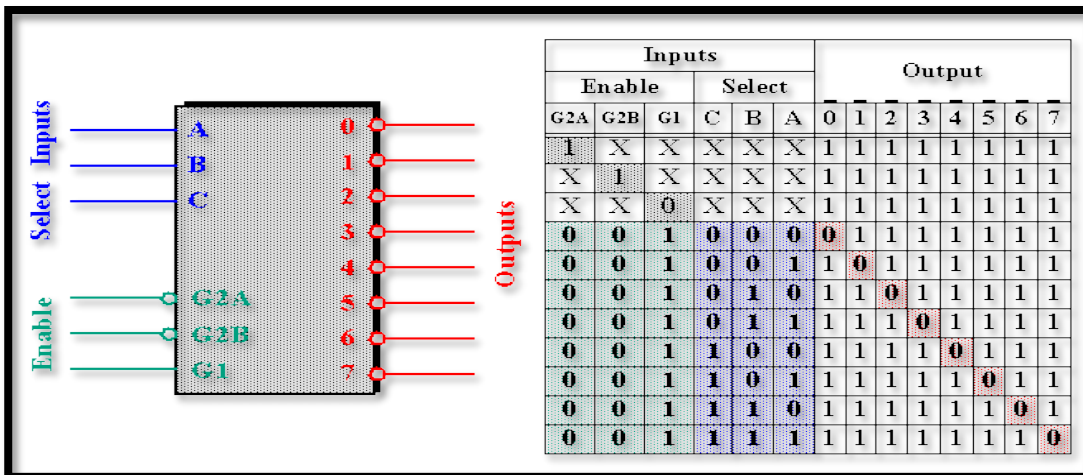 Select Inputs
Enable
A
B
C
G2A
G2B
G1
0
1
2
3
4
5
6
7
Outputs
Inputs Output
Enable Select
G2A G2B G1 C B A 0 1 2 3 4 5 6 7
1 X X X X X 1 1 1 1 1 1 1 1
X 1 X X X X 1 1 1 1 1 1 1 1
X X 0 X X X 1 1 1 1 1 1 1 1
0 0 1 0 0 0 0 1 1 1 1 1 1 1
0 0 1 0 0 1 1 0 1 1 1 1 1 1
0 0 1 0 1 0 1 1 0 1 1 1 1 1
0 0 1 0 1 1 1 1 1 0 1 1 1 1
0 0 1 1 0 0 1 1 1 1 0 1 1 1
0 0 1 1 0 1 1 1 1 1 1 0 1 1
0 0 1 1 1 0 1 1 1 1 1 1 0 1
0 0 1 1 1 1 1 1 1 1 1 1 1 0